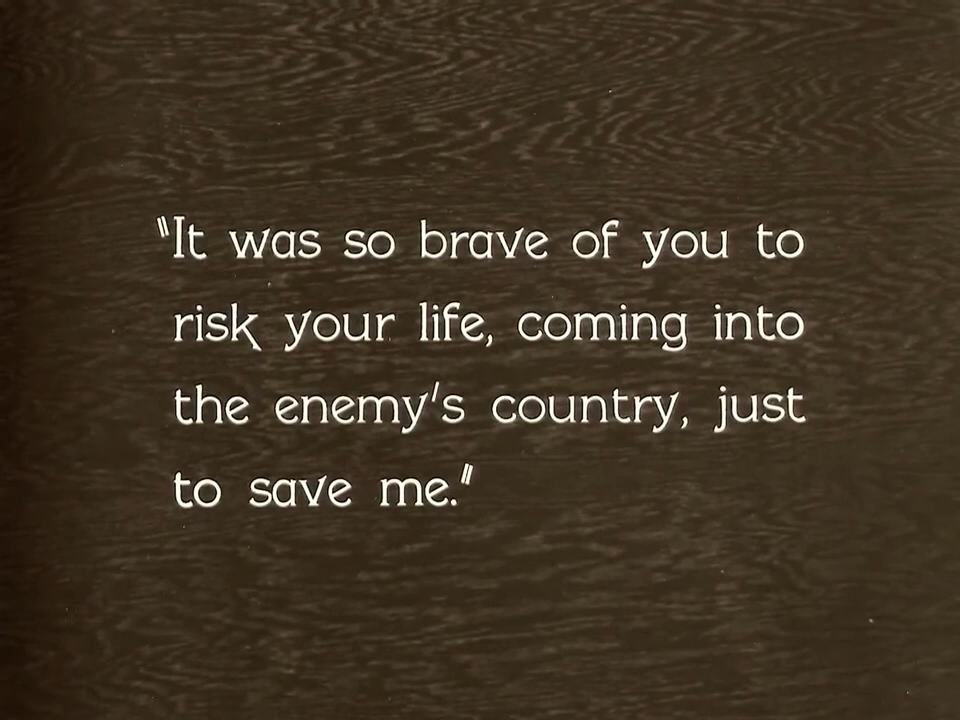 "It was so brave of you to
risk your life, coming into
the enemy's country, just
to save me."